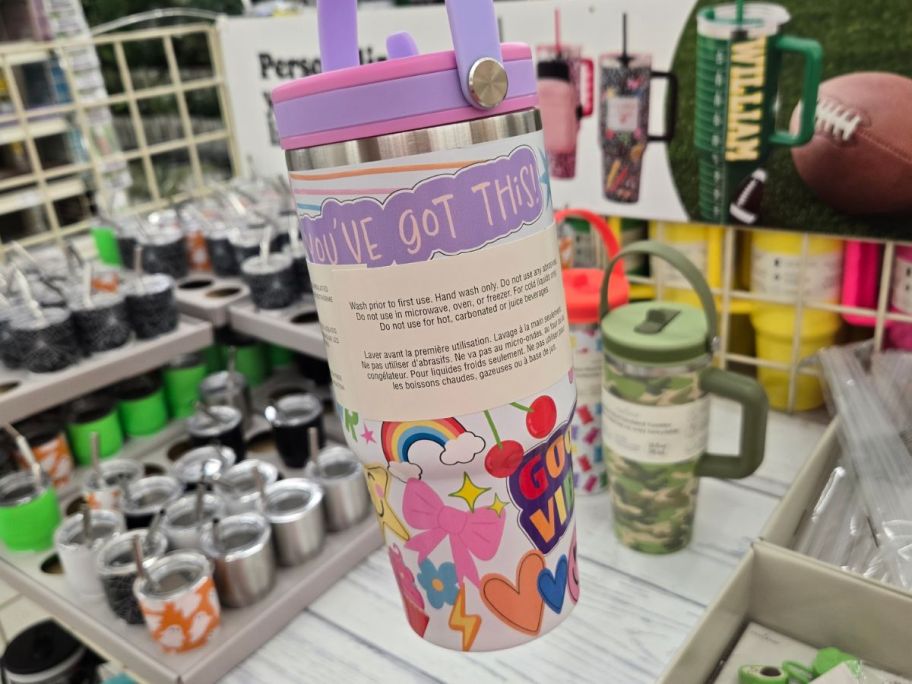 Perso
WILLIAM
YOU'VE GOT THiS!
Wash prior to first use. Hand wash only. Do not use any abrasives.
Do not use in microwave, oven, or freezer. For cold liquids only.
Do not use for hot, carbonated or juice beverages.
Laver avant la première utilisation. Lavage à la main seulement.
Ne pas utiliser d'abrasifs. Ne va pas au micro-ondes, au four ou au
congélateur. Pour liquides froids seulement. Ne pas utiliser pour
les boissons chaudes, gazeuses ou à base de jus.
GOO
VI